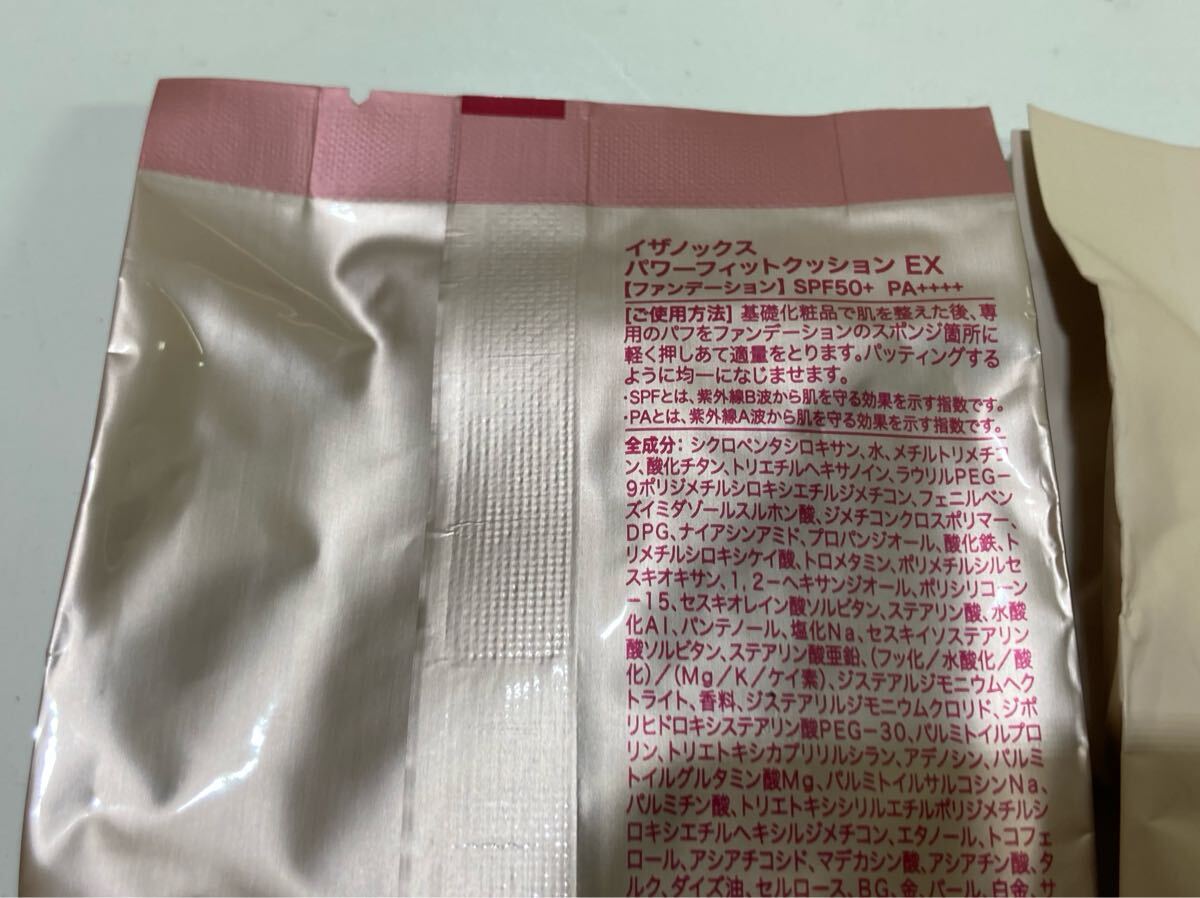 イザノックス
パワーフィットクッション EX
【ファンデーション】 SPF50+ PA++++
[ご使用方法] 基礎化粧品で肌を整えた後、専
用のパフをファンデーションのスポンジ箇所に
軽く押しあて適量をとります。パッティングする
ように均一になじませます。
・SPFとは、紫外線B波から肌を守る効果を示す指数です。
・PAとは、紫外線A波から肌を守る効果を示す指数です。
全成分: シクロペンタシロキサン、水、メチルトリメチコ
ン、酸化チタン、トリエチルヘキサノイン、ラウリルPEG-
9ポリジメチルシロキシエチルジメチコン、フェニルベン
ズイミダゾールスルホン酸、ジメチコンクロスポリマー、
DPG、ナイアシンアミド、プロパンジオール、酸化鉄、ト
リメチルシロキシケイ酸、トロメタミン、ポリメチルシルセ
スキオキサン、1,2-ヘキサンジオール、ポリシリコーン
-15、セスキオレイン酸ソルビタン、ステアリン酸、水酸
化Al、パンテノール、塩化Na、セスキイソステアリン
酸ソルビタン、ステアリン酸亜鉛、(フッ化/水酸化/酸
化)/(Mg/K/ケイ素)、ジステアルジモニウムヘク
トライト、香料、ジステアリルジモニウムクロリド、ジポ
リヒドロキシステアリン酸PEG-30、パルミトイルプロ
リン、トリエトキシカプリリルシラン、アデノシン、パルミ
トイルグルタミン酸Mg、パルミトイルサルコシンNa、
パルミチン酸、トリエトキシシリルエチルポリジメチルシ
ロキシエチルヘキシルジメチコン、エタノール、トコフェ
ロール、アシアチコシド、マデカシン酸、アシアチン酸、タ
ルク、ダイズ油、セルロース、BG、金、パール、白金、サ